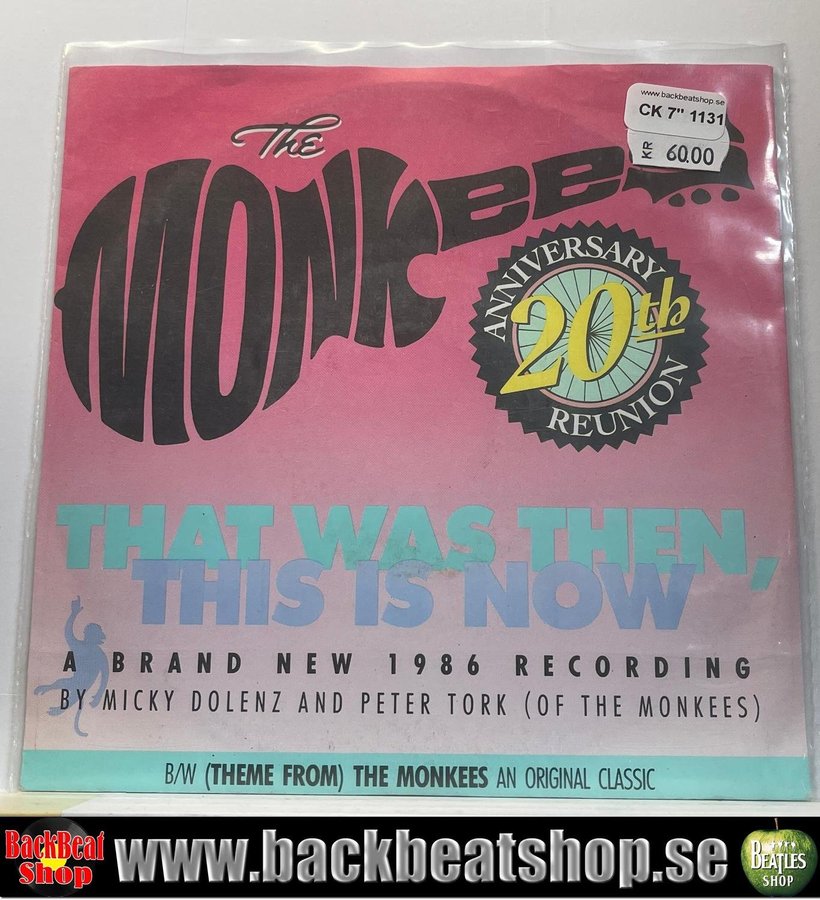 www.backbeatshop.se
CK 7" 1131
KR 60.00
The
MONKees
ANNIVERSARY
20th
REUNION
THAT WAS THEN,
THIS IS NOW
A BRAND NEW 1986 RECORDING
BY MICKY DOLENZ AND PETER TORK (OF THE MONKEES)
B/W (THEME FROM) THE MONKEES AN ORIGINAL CLASSIC
BackBeat
Shop
www.backbeatshop.se
BEATLES
SHOP